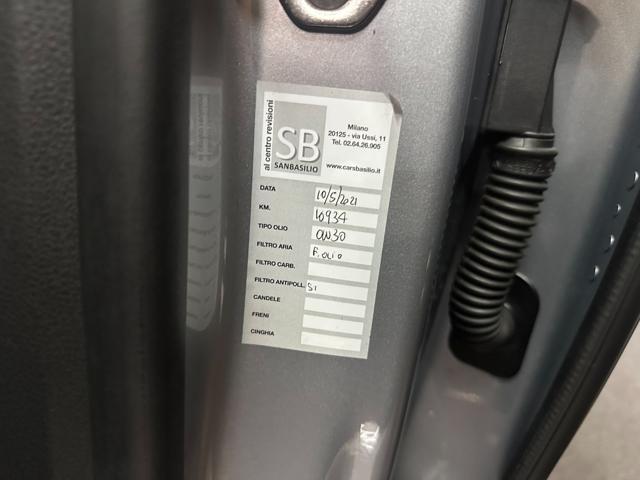 al centro revisioni
SB
SANBASILIO
Milano
20125 - via Ussi, 11
Tel. 02.64.26.905
www.carsbasilio.it
DATA 10/5/2021
KM. 10934
TIPO OLIO 0W30
FILTRO ARIA F. OLIO
FILTRO CARB.
FILTRO ANTIPOLL. SI
CANDELE
FRENI
CINGHIA